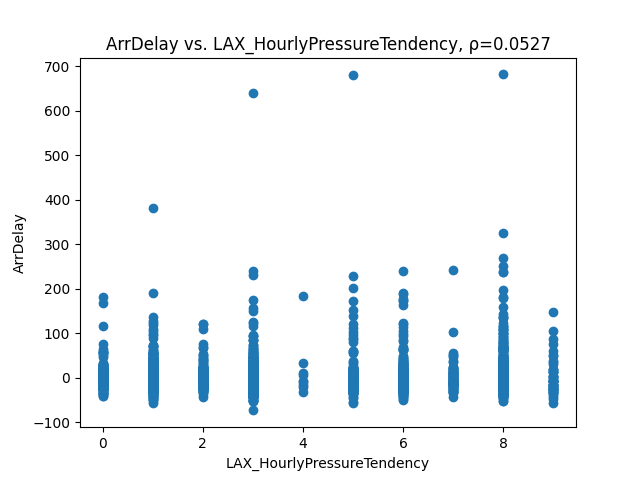 ArrDelay vs. LAX_HourlyPressureTendency, ρ=0.0527
700
600
500
400
300
200
100
0
−100
ArrDelay
0 2 4 6 8
LAX_HourlyPressureTendency